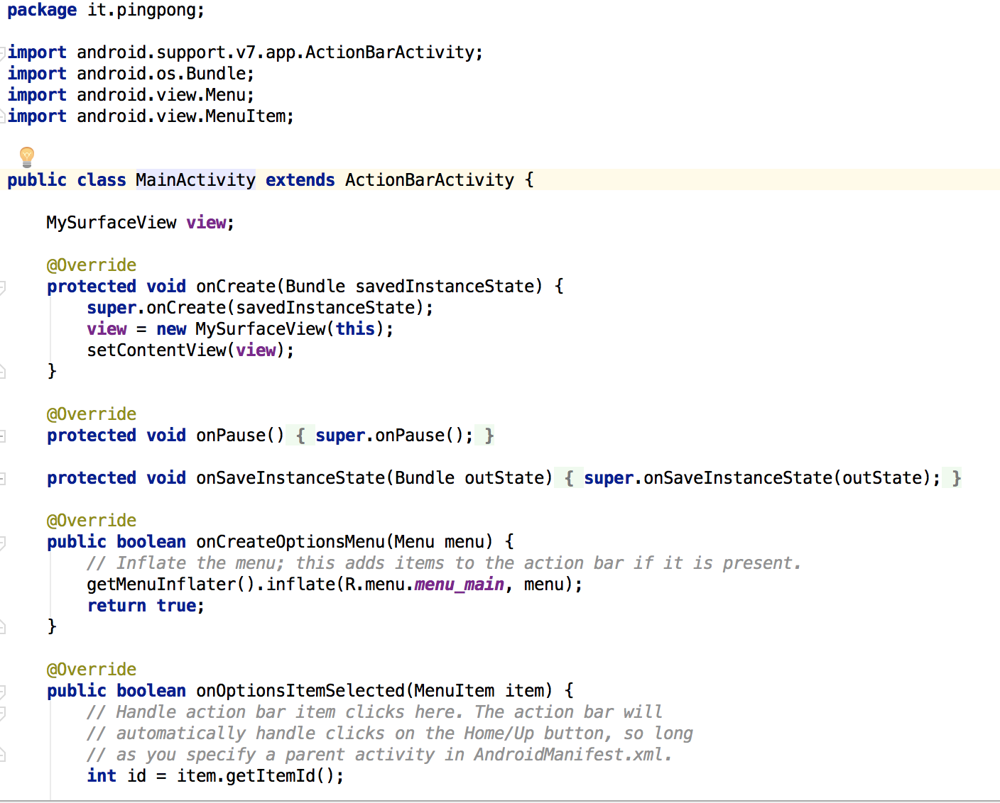 package it.pingpong;
import android.support.v7.app.ActionBarActivity;
import android.os.Bundle;
import android.view.Menu;
import android.view.MenuItem;
public class MainActivity extends ActionBarActivity {
MySurfaceView view;
@Override
protected void onCreate(Bundle savedInstanceState) {
super.onCreate(savedInstanceState);
view = new MySurfaceView(this);
setContentView(view);
}
@Override
protected void onPause() { super.onPause(); }
protected void onSaveInstanceState(Bundle outState) { super.onSaveInstanceState(outState); }
@Override
public boolean onCreateOptionsMenu(Menu menu) {
// Inflate the menu; this adds items to the action bar if it is present.
getMenuInflater().inflate(R.menu.menu_main, menu);
return true;
}
@Override
public boolean onOptionsItemSelected(MenuItem item) {
// Handle action bar item clicks here. The action bar will
// automatically handle clicks on the Home/Up button, so long
// as you specify a parent activity in AndroidManifest.xml.
int id = item.getItemId();